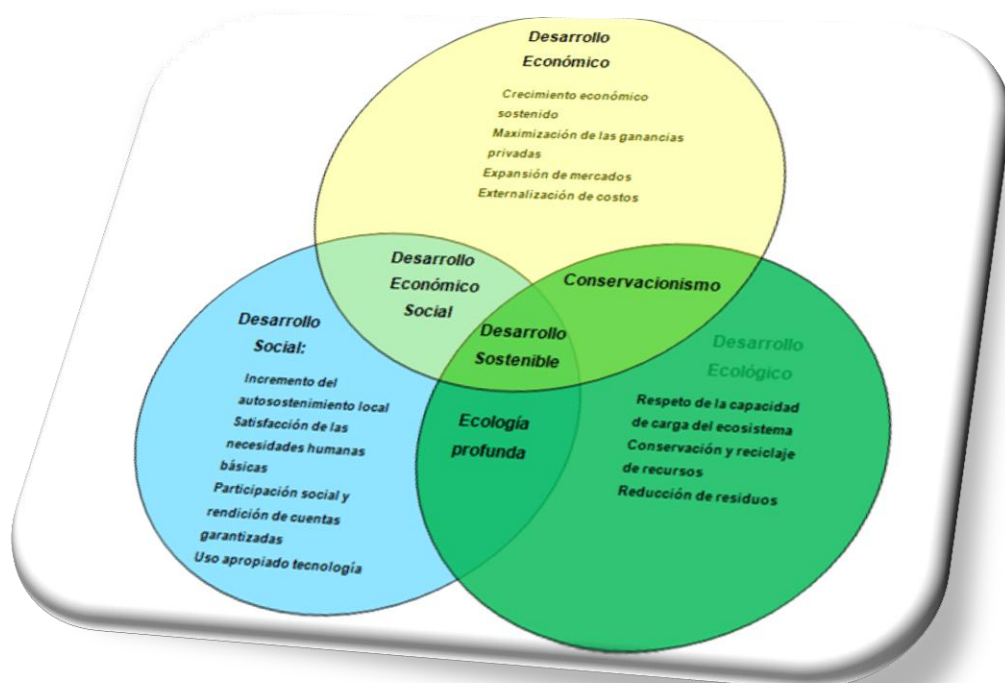 Desarrollo
Económico
Crecimiento económico
sostenido
Maximización de las ganancias
privadas
Expansión de mercados
Externalización de costos
Desarrollo
Económico
Social
Conservacionismo
Desarrollo
Sostenible
Desarrollo
Social:
Incremento del
autosostenimiento local
Satisfacción de las
necesidades humanas
básicas
Participación social y
rendición de cuentas
garantizadas
Uso apropiado tecnología
Ecología
profunda
Desarrollo
Ecológico
Respeto de la capacidad
de carga del ecosistema
Conservación y reciclaje
de recursos
Reducción de residuos